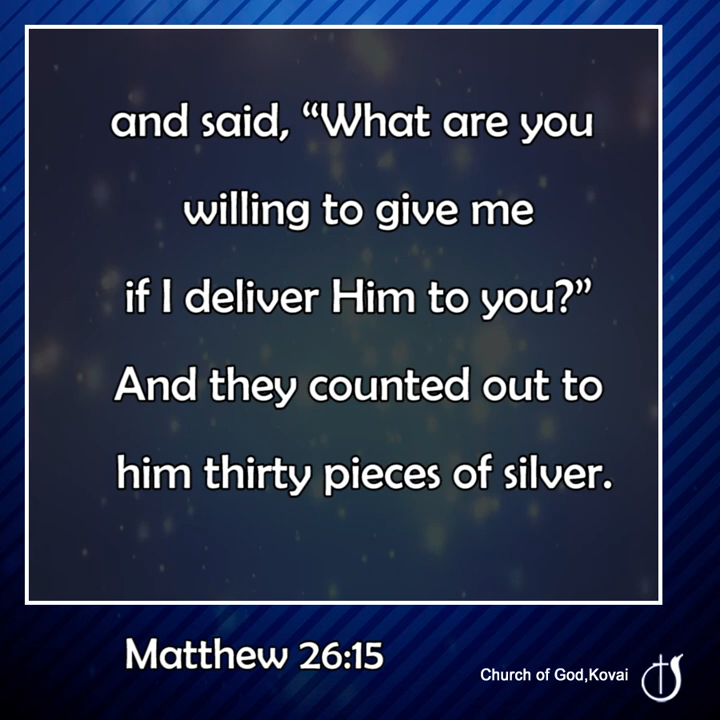 and said, “What are you
willing to give me
if I deliver Him to you?”
And they counted out to
him thirty pieces of silver.
Matthew 26:15
Church of God,Kovai